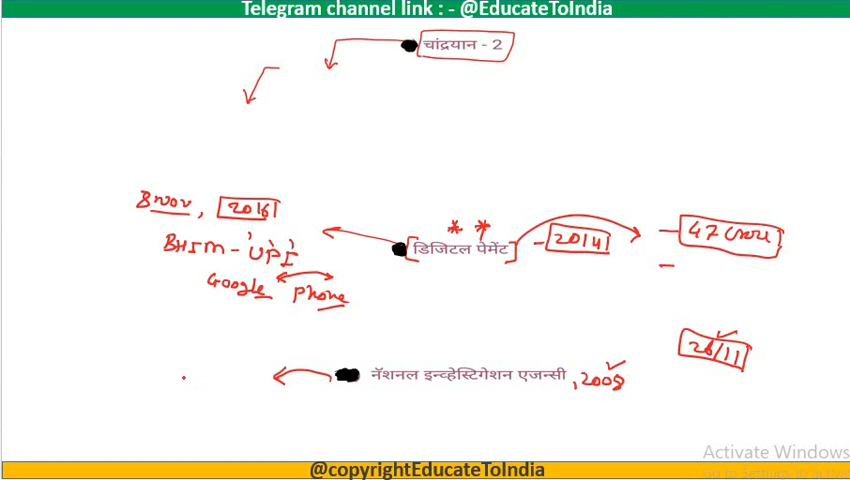 Telegram channel link : - @EducateToIndia
चांद्रयान - 2
8 nov, 2016
BHIM - UPI
Google Phone
डिजिटल पेमेंट - 2014
47
26/11
नॅशनल इन्व्हेस्टिगेशन एजन्सी, 2008
Activate Windows
@copyrightEducateToIndia